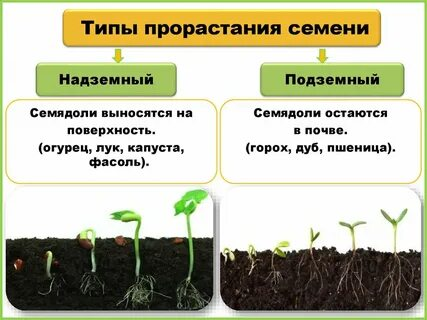 Типы прорастания семени
Надземный
Подземный
Семядоли выносятся на
поверхность.
(огурец, лук, капуста,
фасоль).
Семядоли остаются
в почве.
(горох, дуб, пшеница).